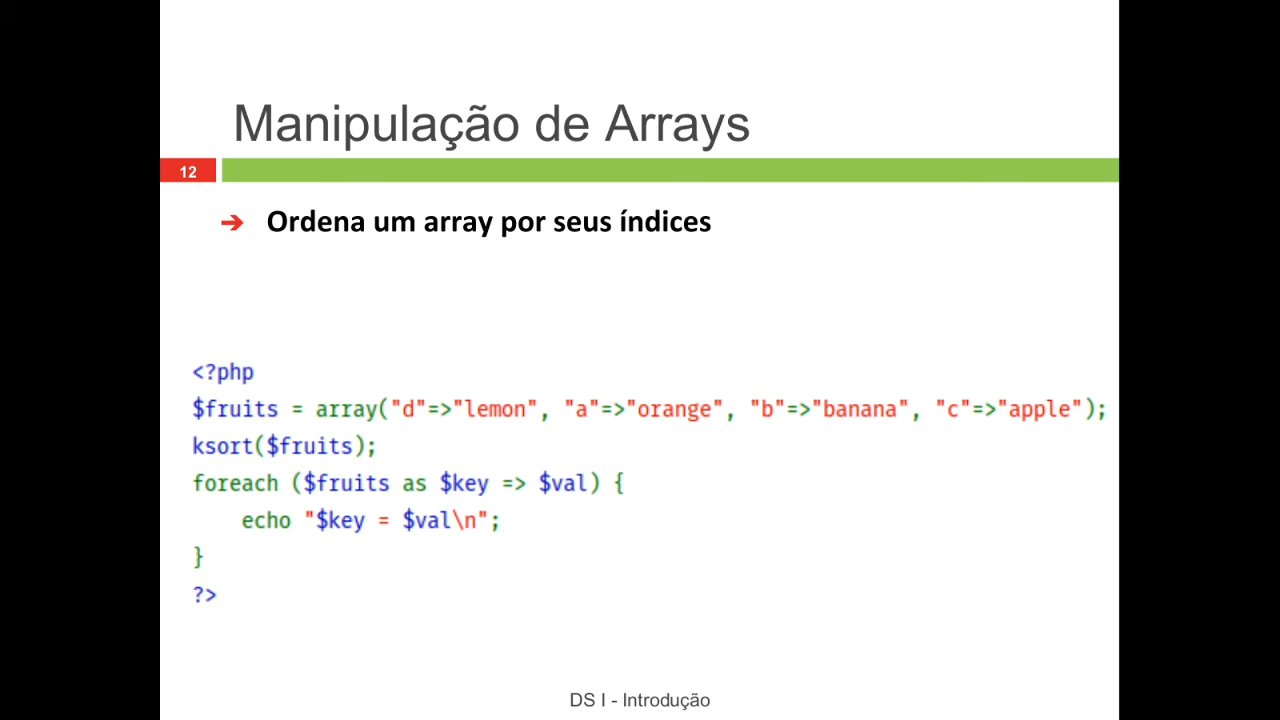 Manipulação de Arrays
12
➔ Ordena um array por seus índices
<?php
$fruits = array("d"=>"lemon", "a"=>"orange", "b"=>"banana", "c"=>"apple");
ksort($fruits);
foreach ($fruits as $key => $val) {
    echo "$key = $val\n";
}
?>
DS I - Introdução